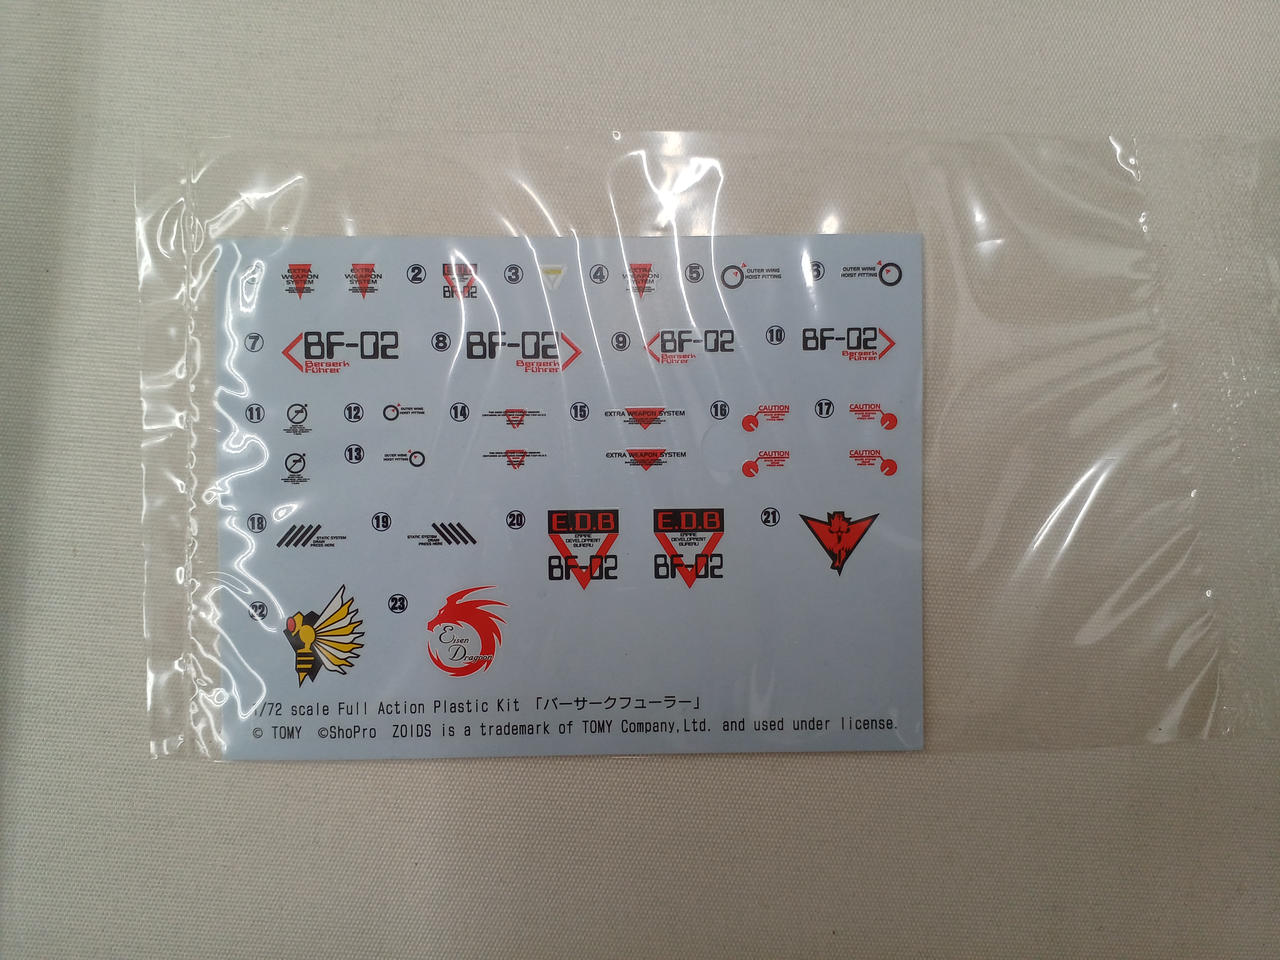 EXTRA WEAPON SYSTEM
EXTRA WEAPON SYSTEM
② E.D.B BF-02
③
④ EXTRA WEAPON SYSTEM
⑤ OUTER WING HOIST FITTING
⑥ OUTER WING HOIST FITTING
⑦ BF-02 Berserk Führer
⑧ BF-02 Berserk Führer
⑨ BF-02 Berserk Führer
⑩ BF-02 Berserk Führer
⑪
⑫ OUTER WING HOIST FITTING
⑭
⑮ EXTRA WEAPON SYSTEM
⑯ CAUTION
⑰ CAUTION
⑬ OUTER WING HOIST FITTING
EXTRA WEAPON SYSTEM
CAUTION
CAUTION
⑱ STATIC SYSTEM DRAW PRESS HERE
⑲ STATIC SYSTEM DRAW PRESS HERE
⑳ E.D.B EMPIRE DEVELOPMENT BUREAU BF-02
E.D.B EMPIRE DEVELOPMENT BUREAU BF-02
㉑
㉒
㉓ Eisen Dragoon
1/72 scale Full Action Plastic Kit 「バーサークフューラー」
© TOMY ©ShoPro ZOIDS is a trademark of TOMY Company,Ltd. and used under license.